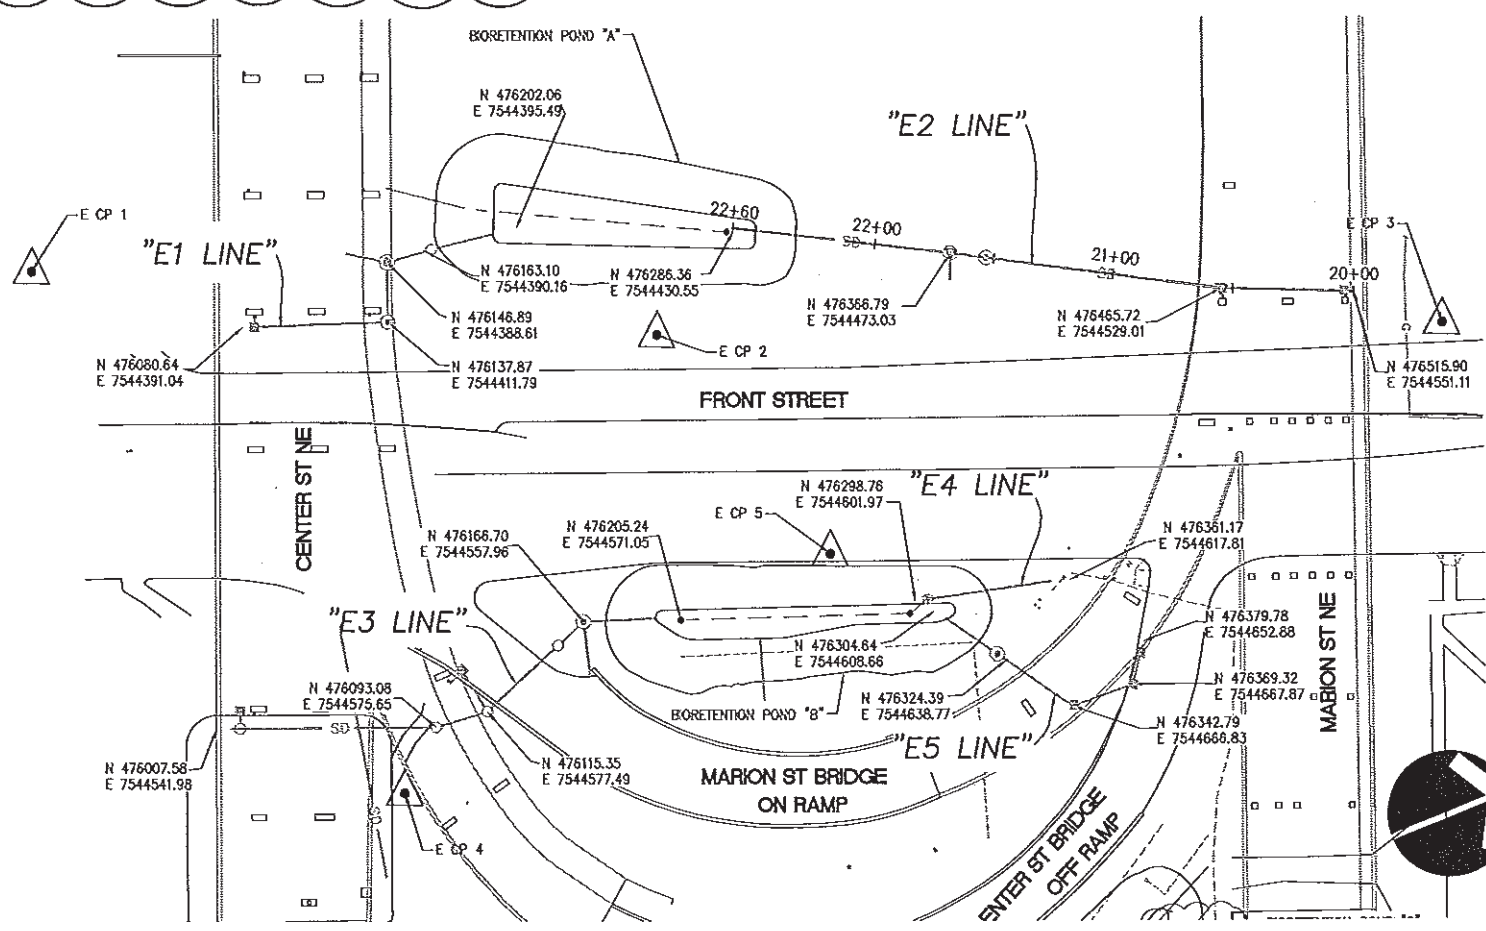 BIORETENTION POND "A"
N 476202.06
E 7544395.49
"E2 LINE"
E CP 1
22+60
22+00
E CP 3
"E1 LINE"
SD
21+00
20+00
N 476163.10
E 7544390.16
N 476286.36
E 7544430.55
N 476366.79
E 7544473.03
N 476465.72
E 7544529.01
N 476146.89
E 7544388.61
E CP 2
N 476080.64
E 7544391.04
N 476137.87
E 7544411.79
N 476515.90
E 7544551.11
FRONT STREET
CENTER ST NE
N 476298.76
E 7544601.97
"E4 LINE"
E CP 5
N 476166.70
E 7544557.96
N 476205.24
E 7544571.05
N 476361.17
E 7544617.81
"E3 LINE"
N 476379.78
E 7544652.88
N 476304.64
E 7544608.66
N 476093.08
E 7544575.65
N 476324.39
E 7544638.77
N 476369.32
E 7544667.87
MARION ST NE
BIORETENTION POND "B"
SD
"E5 LINE"
N 476342.79
E 7544666.83
N 476007.58
E 7544541.98
N 476115.35
E 7544577.49
MARION ST BRIDGE
ON RAMP
SD
E CP 4
ENTER ST BRIDGE
OFF RAMP